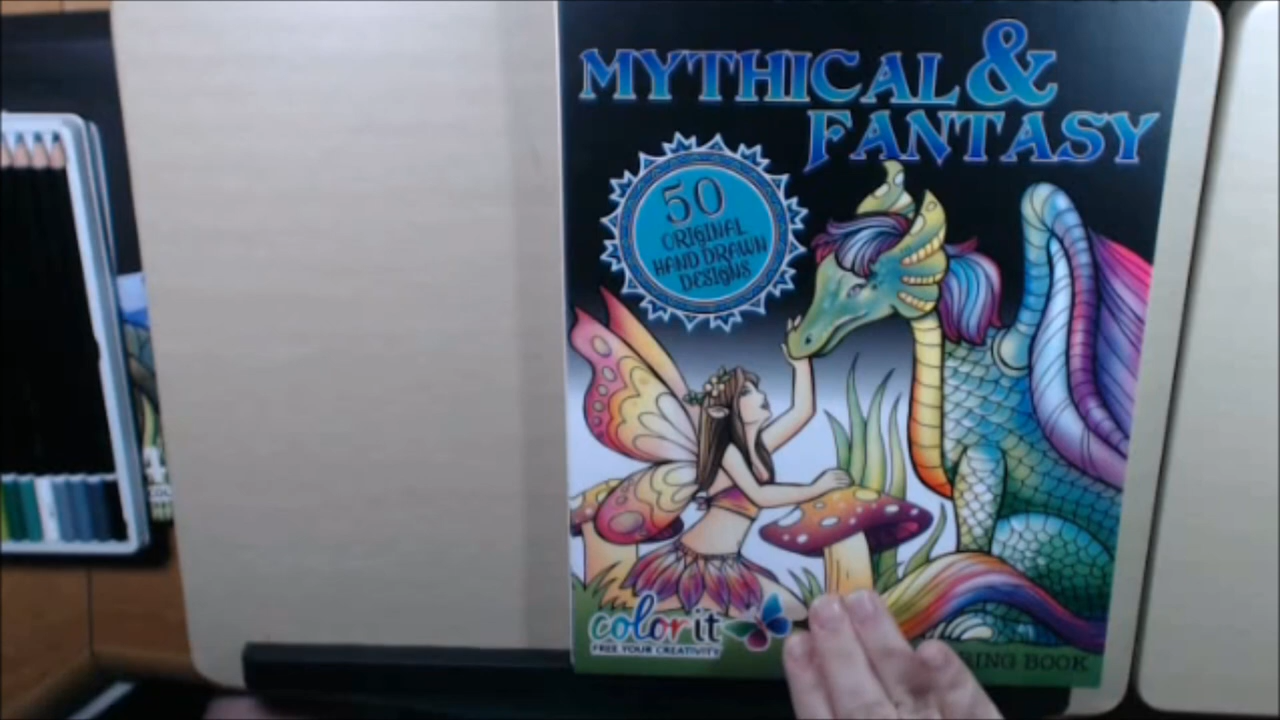 MYTHICAL &
FANTASY
50
ORIGINAL
HAND DRAWN
DESIGNS
color it
FREE YOUR CREATIVITY
RING BOOK